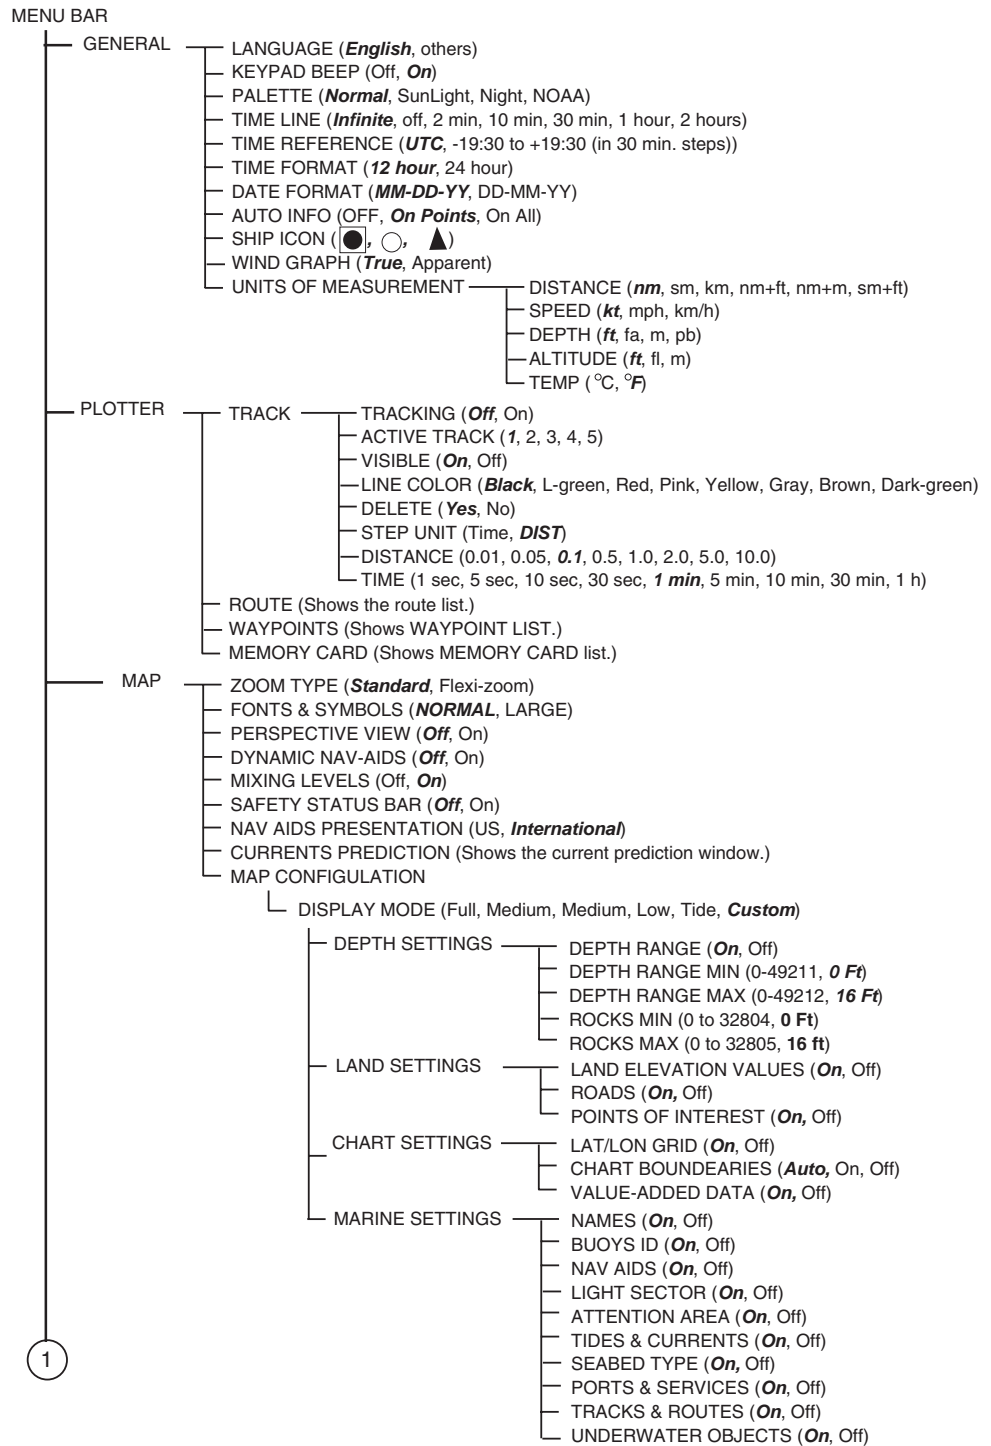 MENU BAR
GENERAL
LANGUAGE (English, others)
KEYPAD BEEP (Off, On)
PALETTE (Normal, SunLight, Night, NOAA)
TIME LINE (Infinite, off, 2 min, 10 min, 30 min, 1 hour, 2 hours)
TIME REFERENCE (UTC, -19:30 to +19:30 (in 30 min. steps))
TIME FORMAT (12 hour, 24 hour)
DATE FORMAT (MM-DD-YY, DD-MM-YY)
AUTO INFO (OFF, On Points, On All)
SHIP ICON ( , , )
WIND GRAPH (True, Apparent)
UNITS OF MEASUREMENT
DISTANCE (nm, sm, km, nm+ft, nm+m, sm+ft)
SPEED (kt, mph, km/h)
DEPTH (ft, fa, m, pb)
ALTITUDE (ft, fl, m)
TEMP (°C, °F)
PLOTTER
TRACK
TRACKING (Off, On)
ACTIVE TRACK (1, 2, 3, 4, 5)
VISIBLE (On, Off)
LINE COLOR (Black, L-green, Red, Pink, Yellow, Gray, Brown, Dark-green)
DELETE (Yes, No)
STEP UNIT (Time, DIST)
DISTANCE (0.01, 0.05, 0.1, 0.5, 1.0, 2.0, 5.0, 10.0)
TIME (1 sec, 5 sec, 10 sec, 30 sec, 1 min, 5 min, 10 min, 30 min, 1 h)
ROUTE (Shows the route list.)
WAYPOINTS (Shows WAYPOINT LIST.)
MEMORY CARD (Shows MEMORY CARD list.)
MAP
ZOOM TYPE (Standard, Flexi-zoom)
FONTS & SYMBOLS (NORMAL, LARGE)
PERSPECTIVE VIEW (Off, On)
DYNAMIC NAV-AIDS (Off, On)
MIXING LEVELS (Off, On)
SAFETY STATUS BAR (Off, On)
NAV AIDS PRESENTATION (US, International)
CURRENTS PREDICTION (Shows the current prediction window.)
MAP CONFIGULATION
DISPLAY MODE (Full, Medium, Medium, Low, Tide, Custom)
DEPTH SETTINGS
DEPTH RANGE (On, Off)
DEPTH RANGE MIN (0-49211, 0 Ft)
DEPTH RANGE MAX (0-49212, 16 Ft)
ROCKS MIN (0 to 32804, 0 Ft)
ROCKS MAX (0 to 32805, 16 ft)
LAND SETTINGS
LAND ELEVATION VALUES (On, Off)
ROADS (On, Off)
POINTS OF INTEREST (On, Off)
CHART SETTINGS
LAT/LON GRID (On, Off)
CHART BOUNDEARIES (Auto, On, Off)
VALUE-ADDED DATA (On, Off)
MARINE SETTINGS
NAMES (On, Off)
BUOYS ID (On, Off)
NAV AIDS (On, Off)
LIGHT SECTOR (On, Off)
ATTENTION AREA (On, Off)
TIDES & CURRENTS (On, Off)
SEABED TYPE (On, Off)
PORTS & SERVICES (On, Off)
TRACKS & ROUTES (On, Off)
UNDERWATER OBJECTS (On, Off)
1